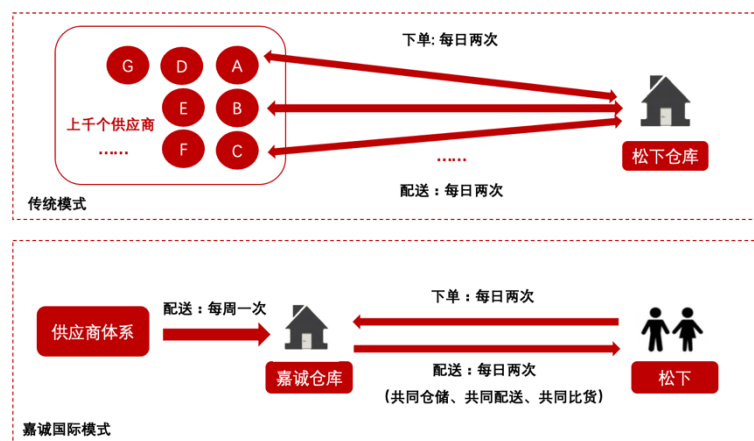 下单: 每日两次
G D A
E B
上千个供应商
…… F C
松下仓库
……
配送：每日两次
传统模式
配送：每周一次
下单：每日两次
供应商体系
嘉诚仓库
配送：每日两次
松下
(共同仓储、共同配送、共同比货)
嘉诚国际模式